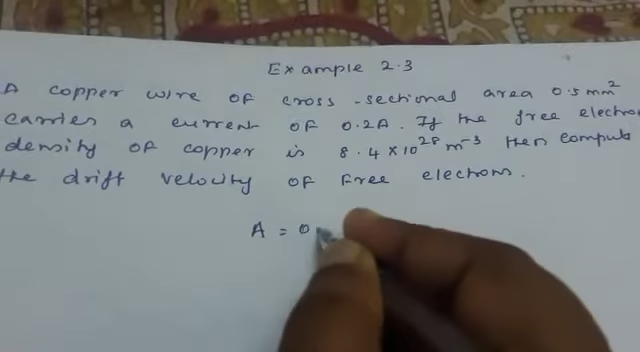 Example 2.3
A copper wire of cross-sectional area 0.5 mm²
carries a current of 0.2A. If the free electron
density of copper is 8.4×10²⁸ m⁻³ then compute
the drift velocity of free electrons.
A = 0